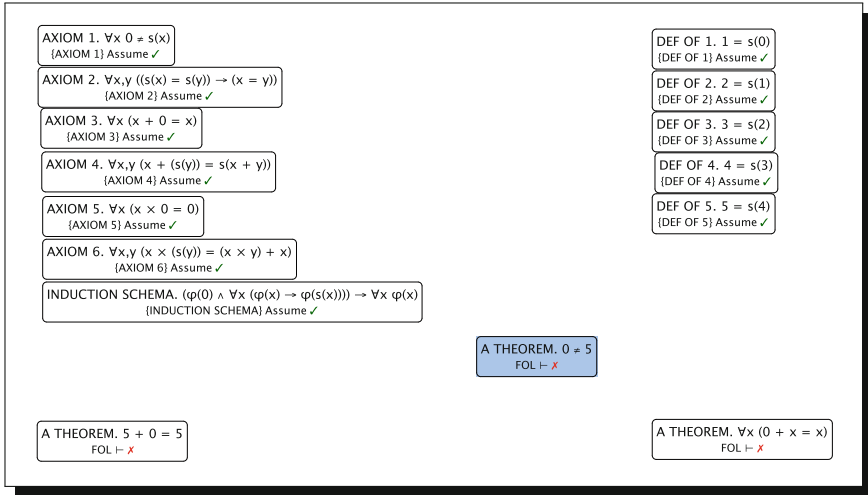 AXIOM 1. ∀x 0 ≠ s(x)
{AXIOM 1} Assume ✓
AXIOM 2. ∀x,y ((s(x) = s(y)) → (x = y))
{AXIOM 2} Assume ✓
AXIOM 3. ∀x (x + 0 = x)
{AXIOM 3} Assume ✓
AXIOM 4. ∀x,y (x + (s(y)) = s(x + y))
{AXIOM 4} Assume ✓
AXIOM 5. ∀x (x × 0 = 0)
{AXIOM 5} Assume ✓
AXIOM 6. ∀x,y (x × (s(y)) = (x × y) + x)
{AXIOM 6} Assume ✓
INDUCTION SCHEMA. (φ(0) ∧ ∀x (φ(x) → φ(s(x)))) → ∀x φ(x)
{INDUCTION SCHEMA} Assume ✓
DEF OF 1. 1 = s(0)
{DEF OF 1} Assume ✓
DEF OF 2. 2 = s(1)
{DEF OF 2} Assume ✓
DEF OF 3. 3 = s(2)
{DEF OF 3} Assume ✓
DEF OF 4. 4 = s(3)
{DEF OF 4} Assume ✓
DEF OF 5. 5 = s(4)
{DEF OF 5} Assume ✓
A THEOREM. 0 ≠ 5
FOL ⊢ ✗
A THEOREM. 5 + 0 = 5
FOL ⊢ ✗
A THEOREM. ∀x (0 + x = x)
FOL ⊢ ✗